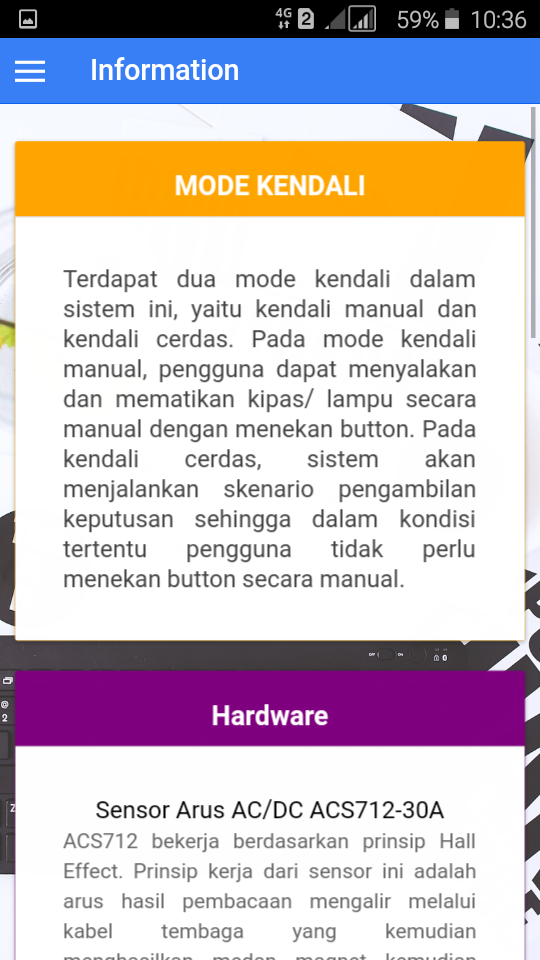 4G 2 59% 10:36
Information
MODE KENDALI
Terdapat dua mode kendali dalam
sistem ini, yaitu kendali manual dan
kendali cerdas. Pada mode kendali
manual, pengguna dapat menyalakan
dan mematikan kipas/ lampu secara
manual dengan menekan button. Pada
kendali cerdas, sistem akan
menjalankan skenario pengambilan
keputusan sehingga dalam kondisi
tertentu pengguna tidak perlu
menekan button secara manual.
Hardware
Sensor Arus AC/DC ACS712-30A
ACS712 bekerja berdasarkan prinsip Hall
Effect. Prinsip kerja dari sensor ini adalah
arus hasil pembacaan mengalir melalui
kabel tembaga yang kemudian
menghasilkan medan magnet kemudian